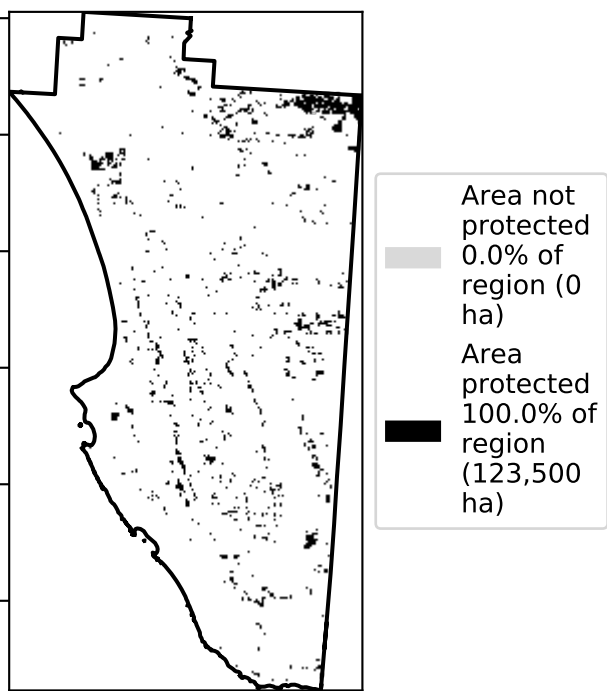 Area not
protected
0.0% of
region (0
ha)
Area
protected
100.0% of
region
(123,500
ha)